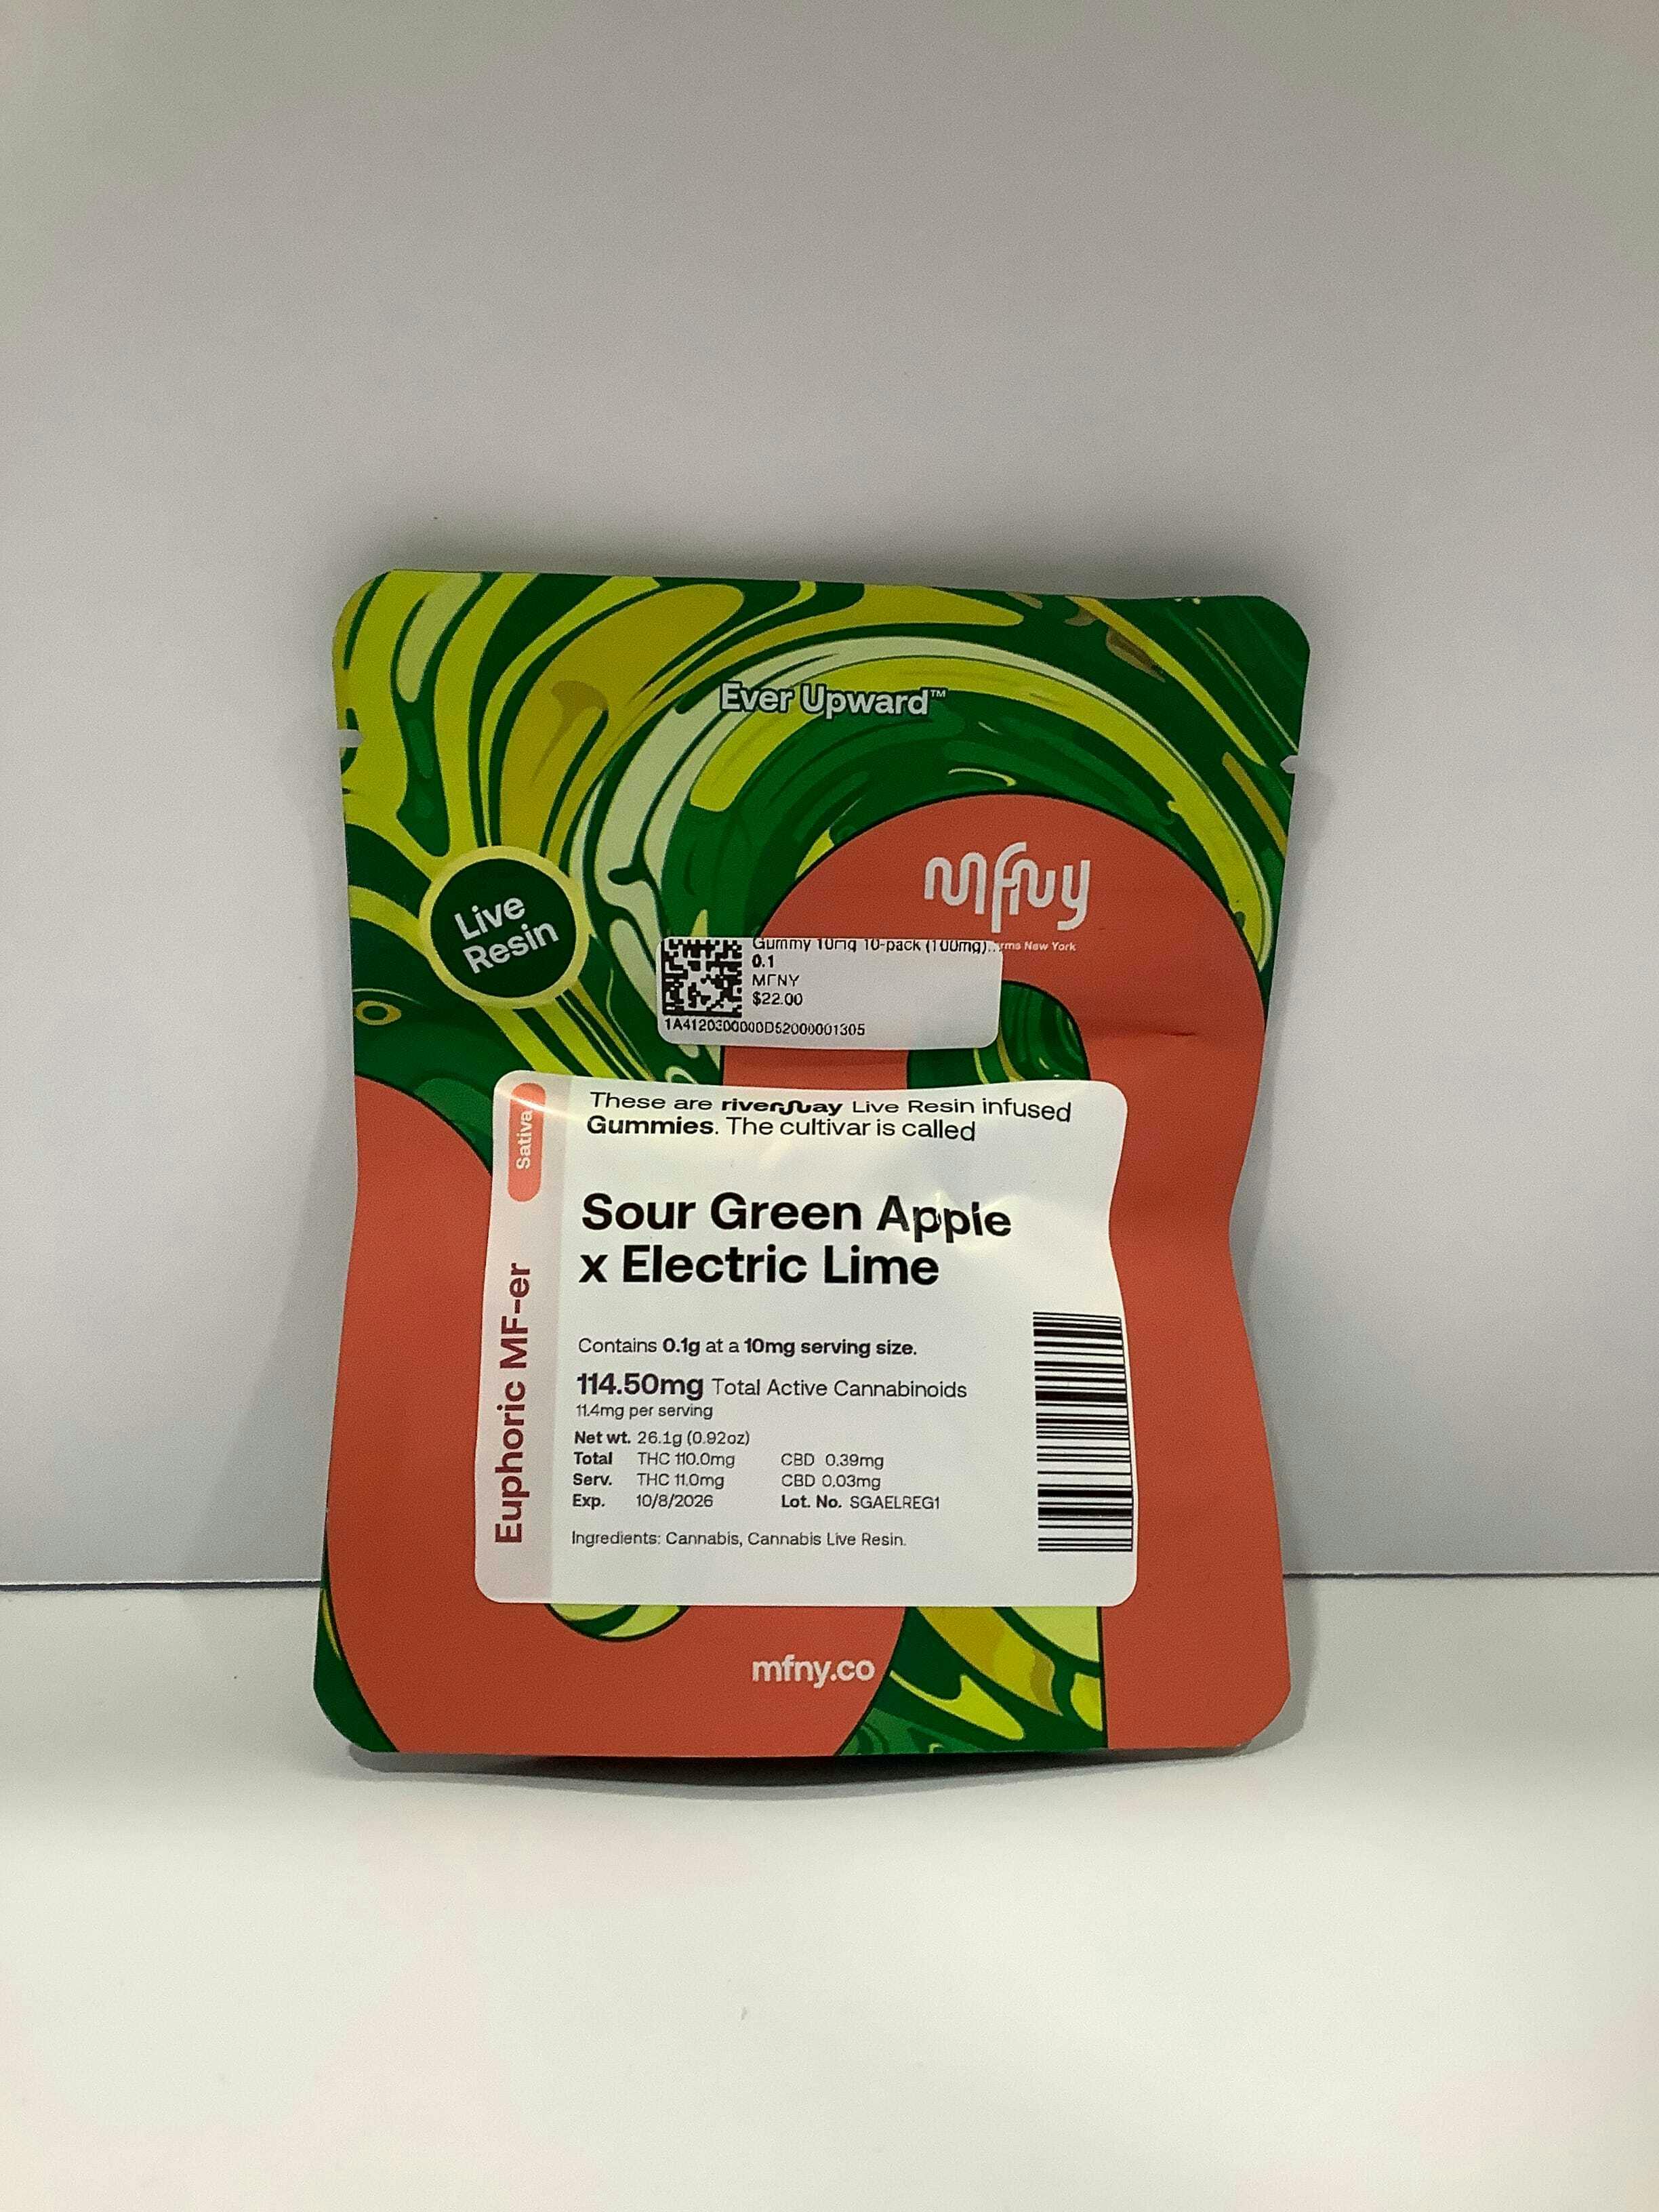 Ever Upward™
mfny
rms New York
Live
Resin
Gummy 10mg 10-pack (100mg)...
0.1
MFNY
$22.00
1A4120300000D52000001305
Sativa
Euphoric MF-er
These are riverway Live Resin infused
Gummies. The cultivar is called
Sour Green Apple
x Electric Lime
Contains 0.1g at a 10mg serving size.
114.50mg Total Active Cannabinoids
11.4mg per serving
Net wt. 26.1g (0.92oz)
Total THC 110.0mg CBD 0.39mg
Serv. THC 11.0mg CBD 0.03mg
Exp. 10/8/2026 Lot. No. SGAELREG1
Ingredients: Cannabis, Cannabis Live Resin.
mfny.co